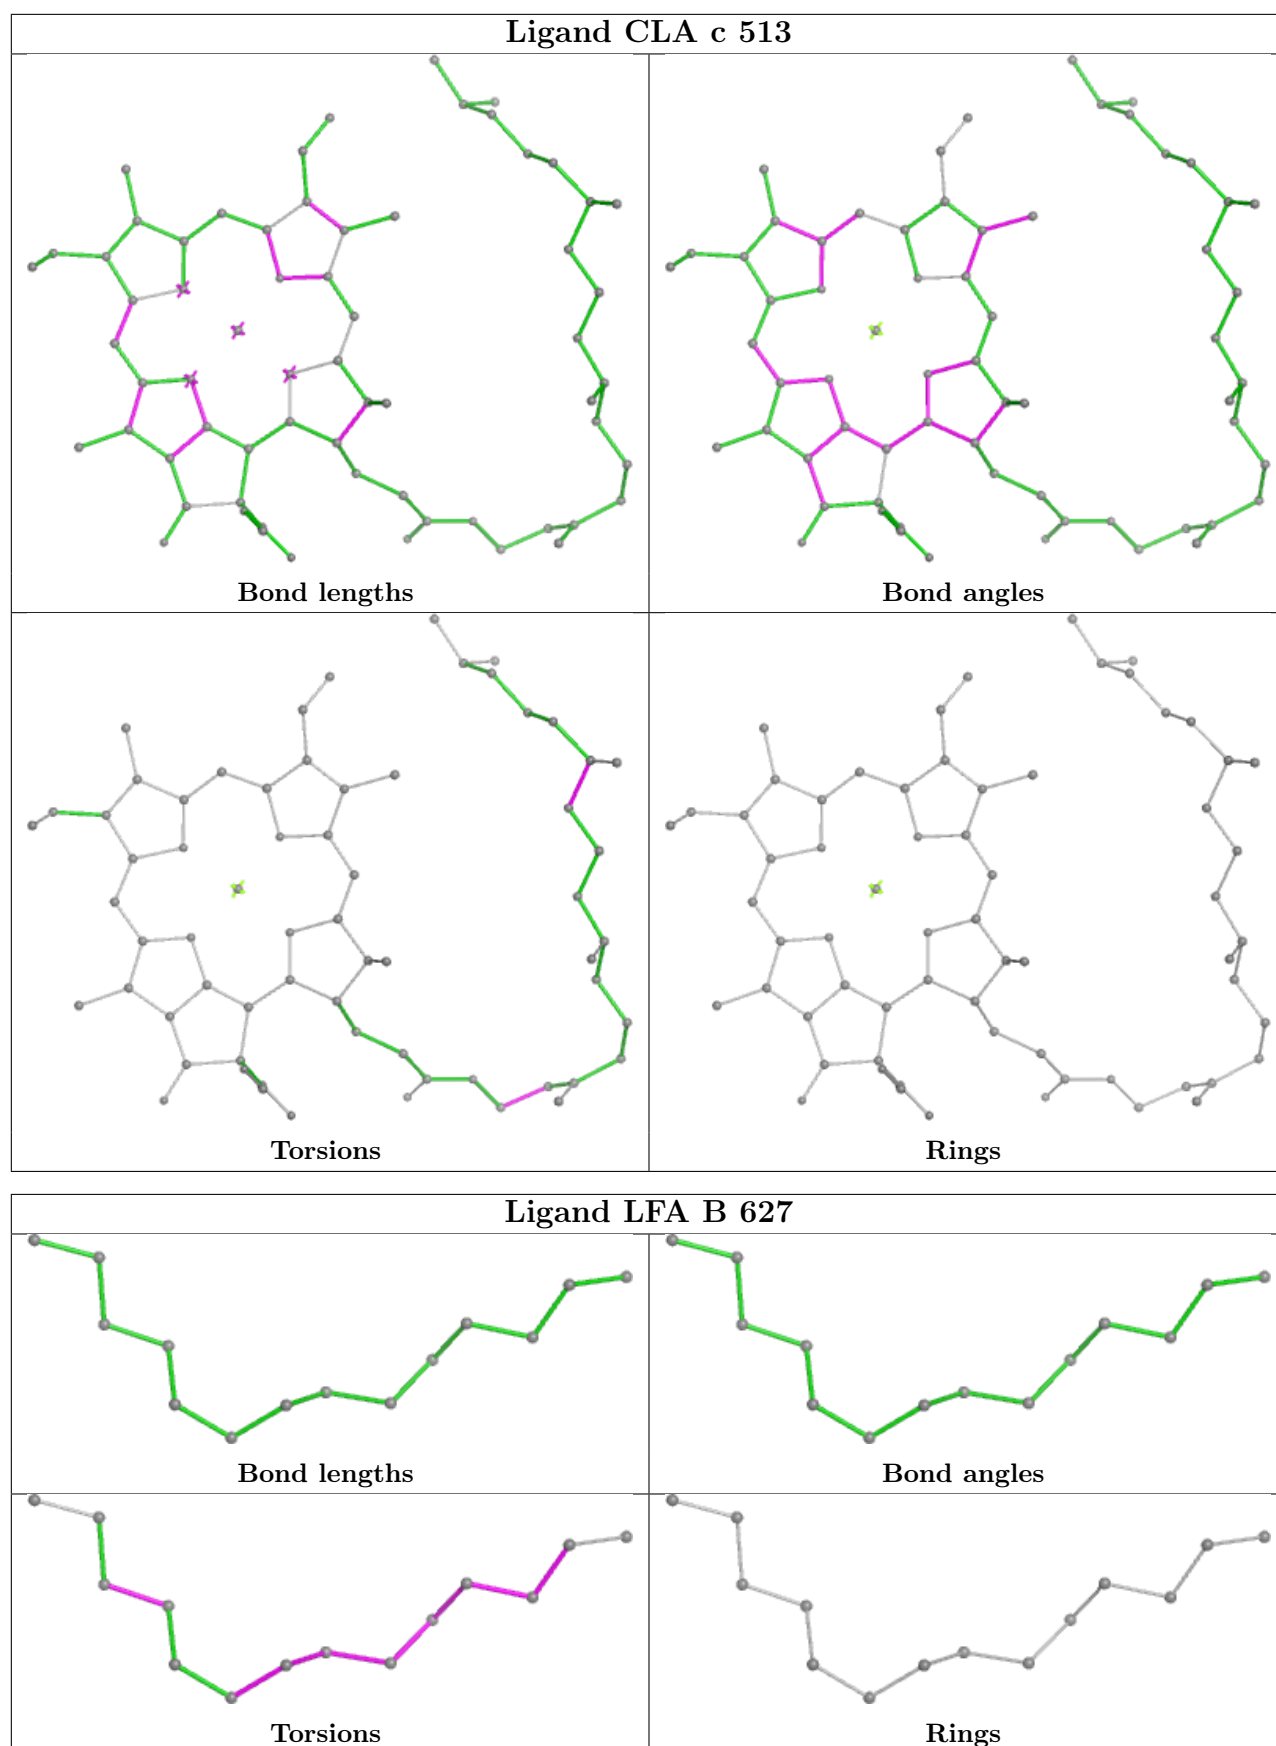 Ligand CLA c 513
Bond lengths
Bond angles
Torsions
Rings
Ligand LFA B 627
Bond lengths
Bond angles
Torsions
Rings